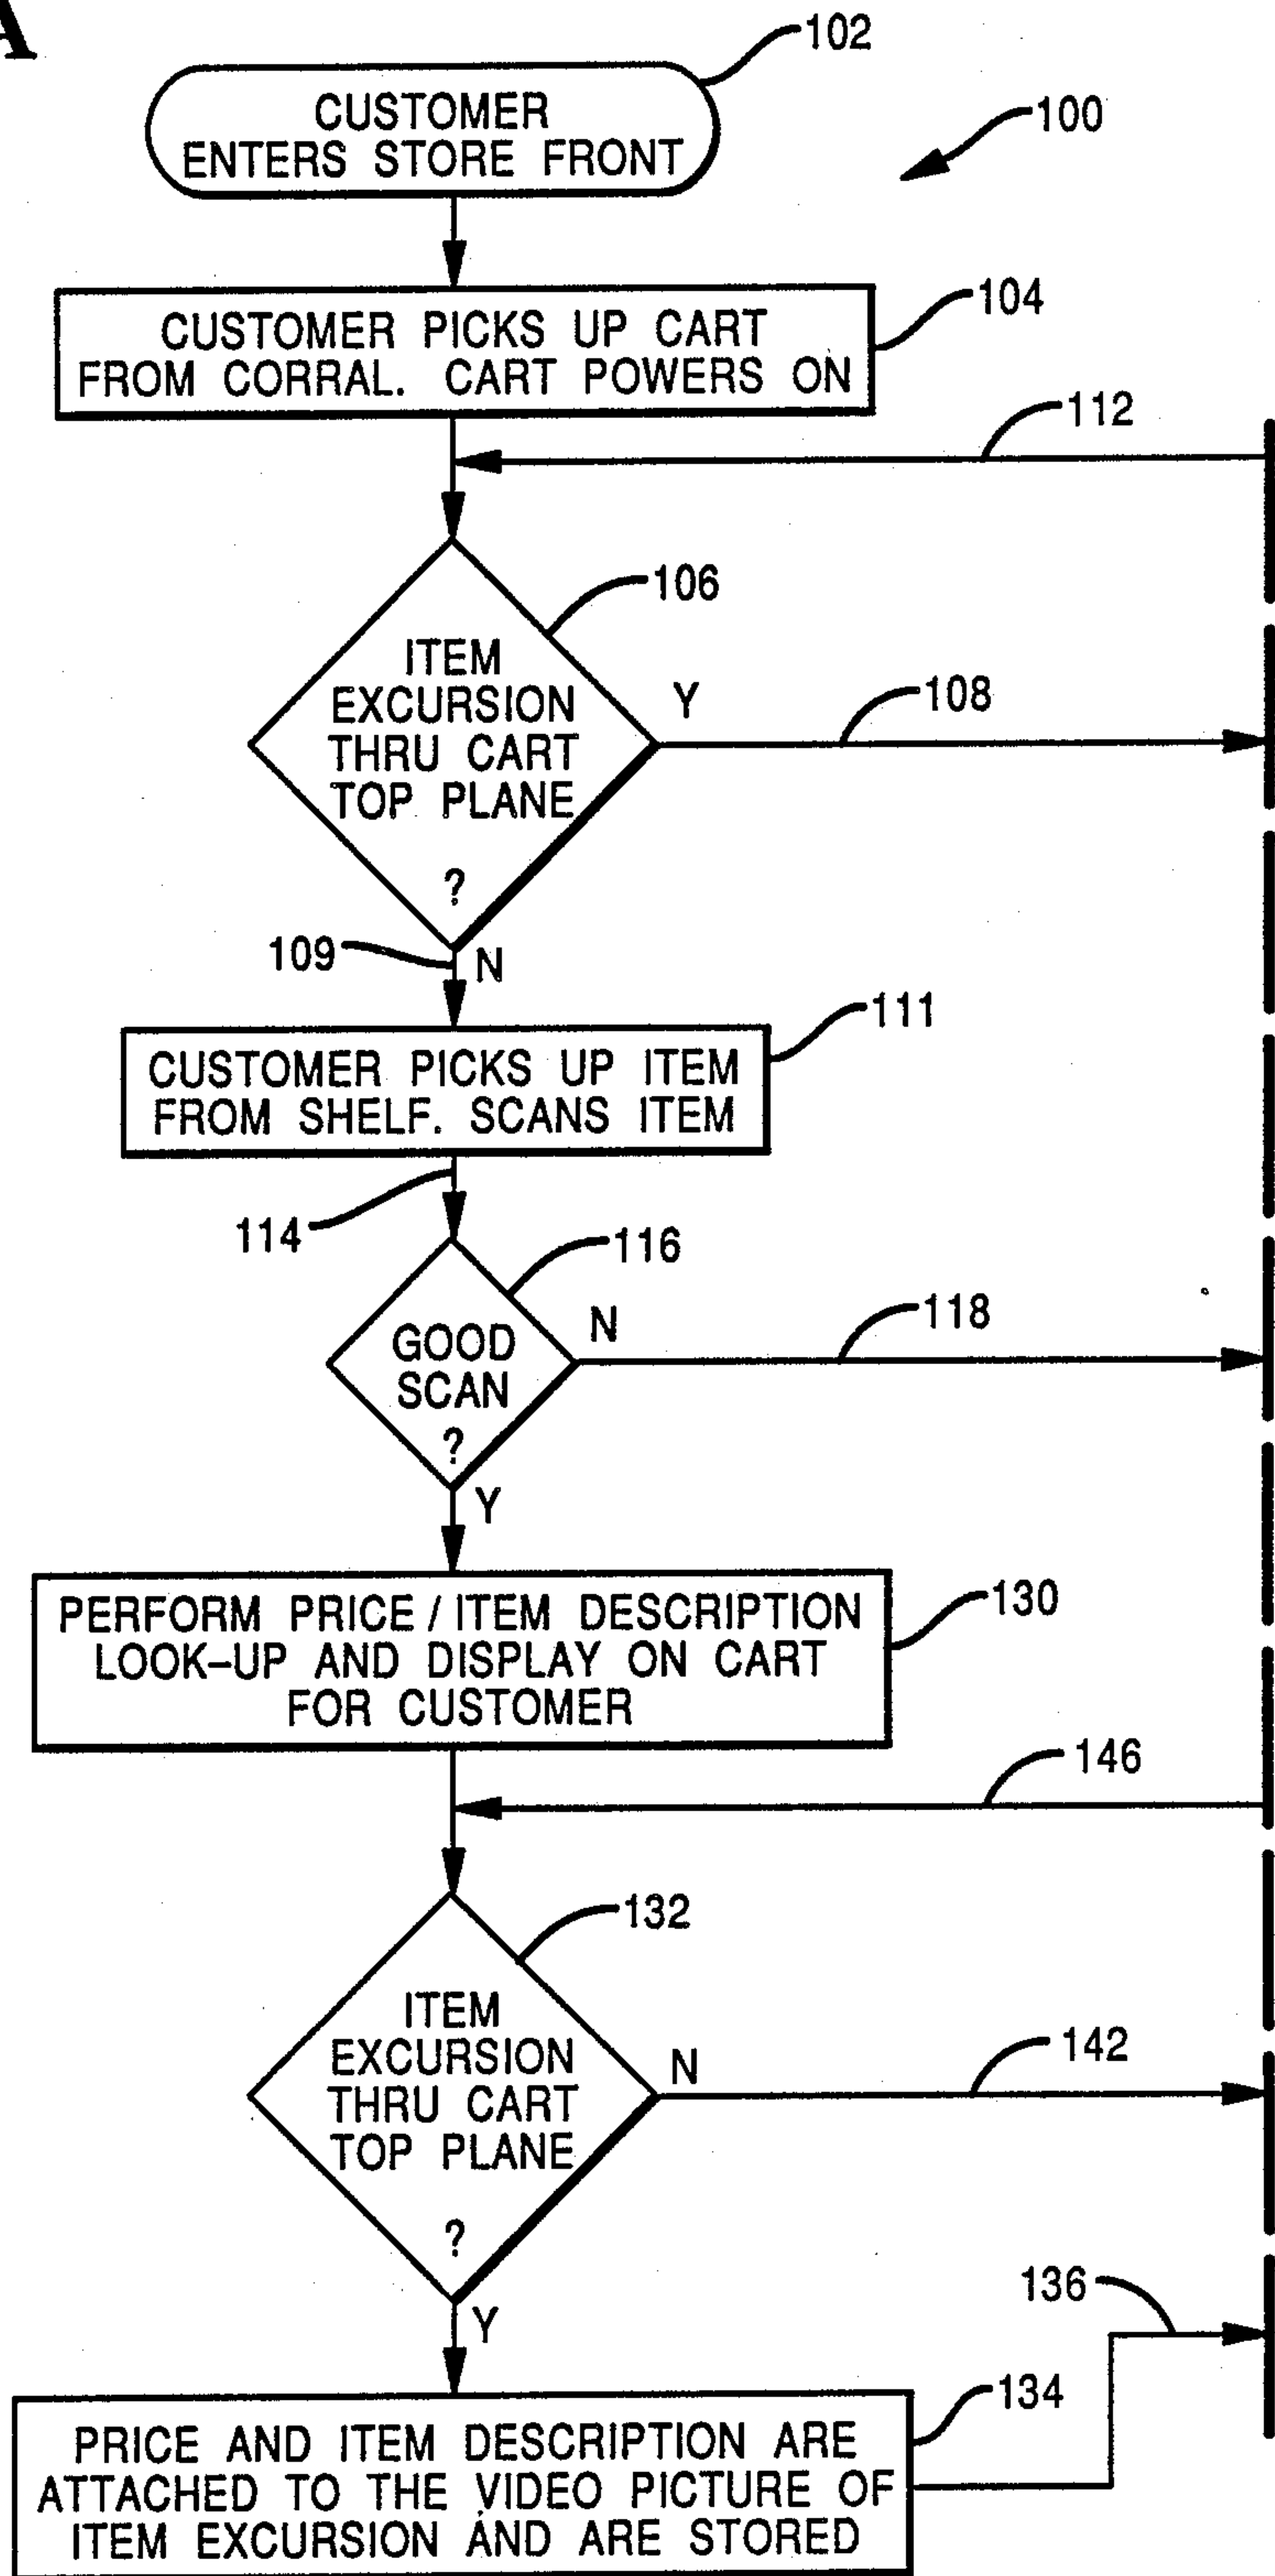 A
102
CUSTOMER
ENTERS STORE FRONT
100
104
CUSTOMER PICKS UP CART
FROM CORRAL. CART POWERS ON
112
106
ITEM
EXCURSION
THRU CART
TOP PLANE
?
Y
108
109
N
111
CUSTOMER PICKS UP ITEM
FROM SHELF. SCANS ITEM
114
116
GOOD
SCAN
?
N
118
Y
130
PERFORM PRICE / ITEM DESCRIPTION
LOOK-UP AND DISPLAY ON CART
FOR CUSTOMER
146
132
ITEM
EXCURSION
THRU CART
TOP PLANE
?
N
142
Y
136
134
PRICE AND ITEM DESCRIPTION ARE
ATTACHED TO THE VIDEO PICTURE OF
ITEM EXCURSION AND ARE STORED